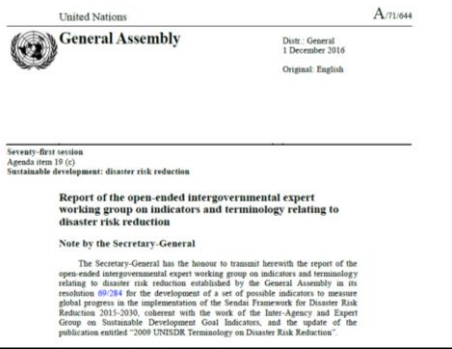 United Nations A/71/644
General Assembly
Distr.: General
1 December 2016
Original: English
Seventy-first session
Agenda item 19 (c)
Sustainable development: disaster risk reduction
Report of the open-ended intergovernmental expert
working group on indicators and terminology relating to
disaster risk reduction
Note by the Secretary-General
The Secretary-General has the honour to transmit herewith the report of the
open-ended intergovernmental expert working group on indicators and terminology
relating to disaster risk reduction established by the General Assembly in its
resolution 69/284 for the development of a set of possible indicators to measure
global progress in the implementation of the Sendai Framework for Disaster Risk
Reduction 2015-2030, coherent with the work of the Inter-Agency and Expert
Group on Sustainable Development Goal Indicators, and the update of the
publication entitled “2009 UNISDR Terminology on Disaster Risk Reduction”.